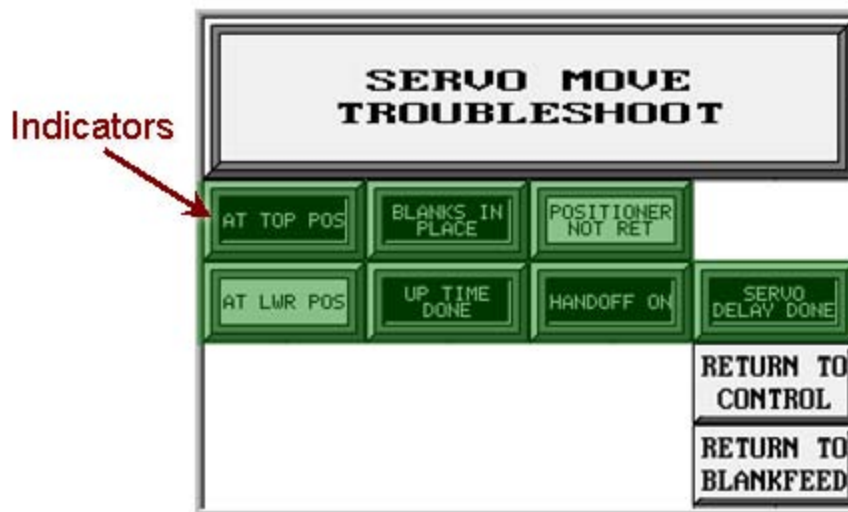 SERVO MOVE
TROUBLESHOOT
Indicators
AT TOP POS
BLANKS IN
PLACE
POSITIONER
NOT RET
AT LWR POS
UP TIME
DONE
HANDOFF ON
SERVO
DELAY DONE
RETURN TO
CONTROL
RETURN TO
BLANKFEED